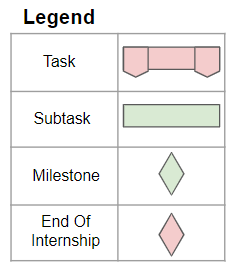 Legend
Task
Subtask
Milestone
End Of
Internship